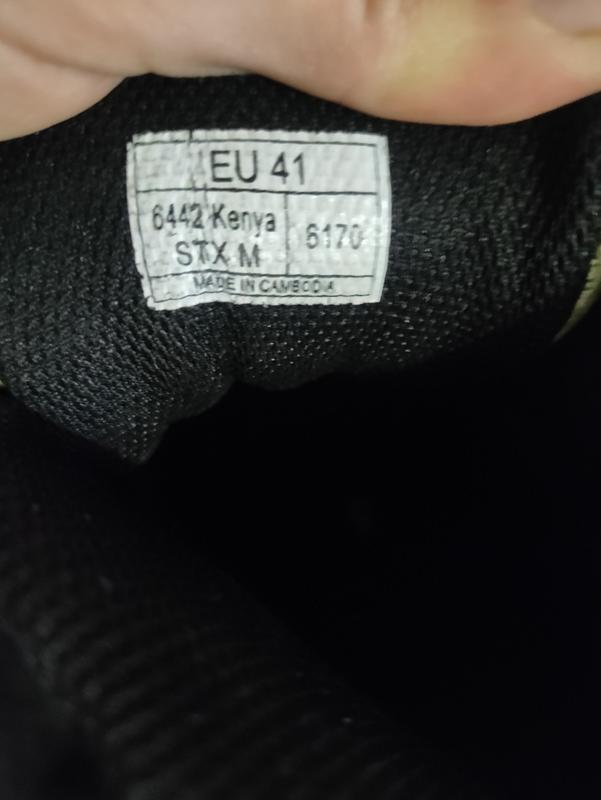 EU 41
6442 Kenya
STX M
6170
MADE IN CAMBODIA